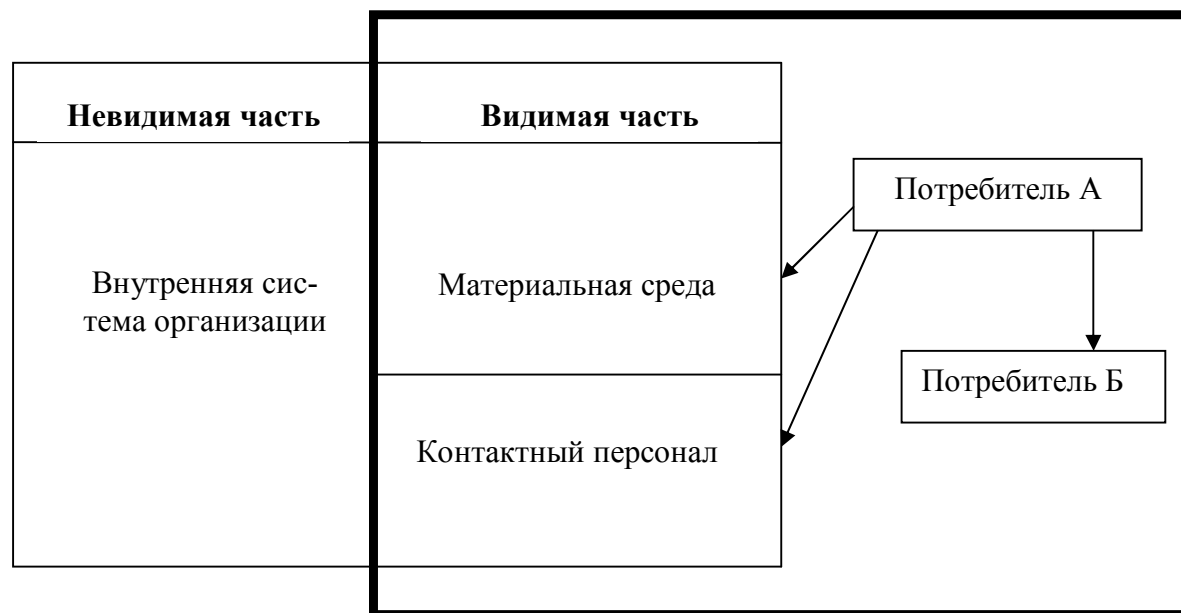 Невидимая часть
Видимая часть
Потребитель А
Внутренняя сис-
тема организации
Материальная среда
Потребитель Б
Контактный персонал